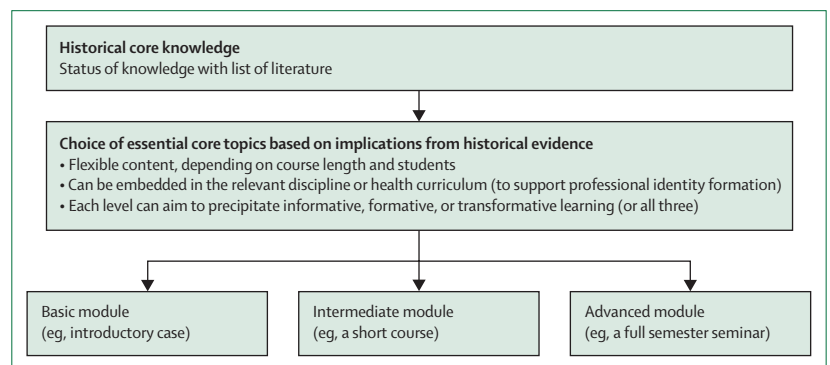 Historical core knowledge
Status of knowledge with list of literature
Choice of essential core topics based on implications from historical evidence
• Flexible content, depending on course length and students
• Can be embedded in the relevant discipline or health curriculum (to support professional identity formation)
• Each level can aim to precipitate informative, formative, or transformative learning (or all three)
Basic module
(eg, introductory case)
Intermediate module
(eg, a short course)
Advanced module
(eg, a full semester seminar)